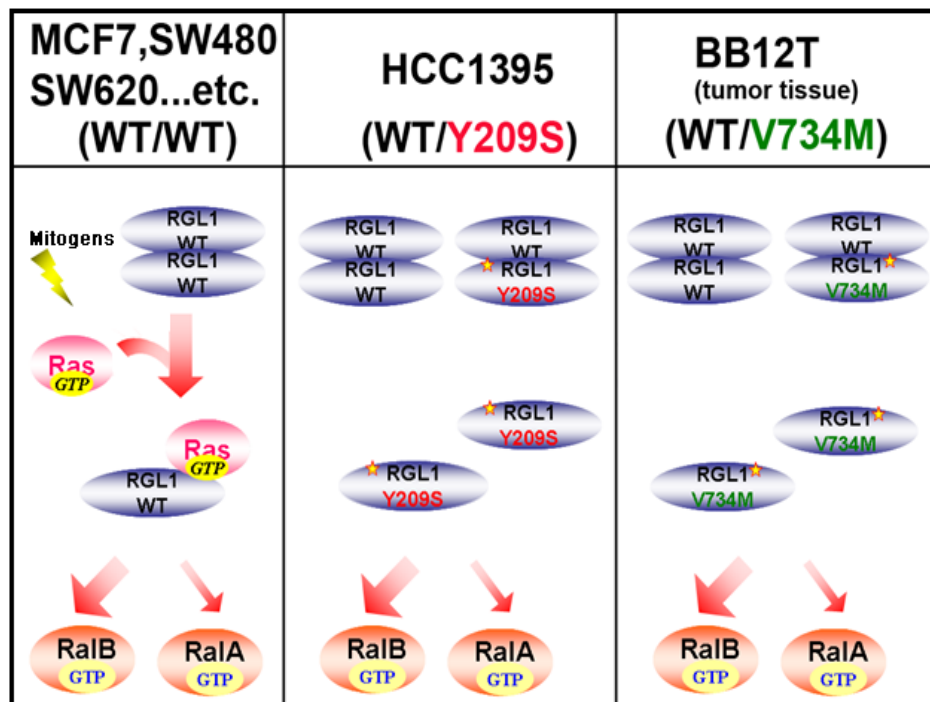 MCF7,SW480
SW620...etc.
(WT/WT)
HCC1395
(WT/Y209S)
BB12T
(tumor tissue)
(WT/V734M)
Mitogens
RGL1
WT
RGL1
WT
Ras
GTP
Ras
GTP
RGL1
WT
RalB
GTP
RalA
GTP
RGL1
WT
RGL1
WT
RGL1
WT
RGL1
Y209S
RGL1
Y209S
RGL1
Y209S
RalB
GTP
RalA
GTP
RGL1
WT
RGL1
WT
RGL1
WT
RGL1
V734M
RGL1
V734M
RGL1
V734M
RalB
GTP
RalA
GTP